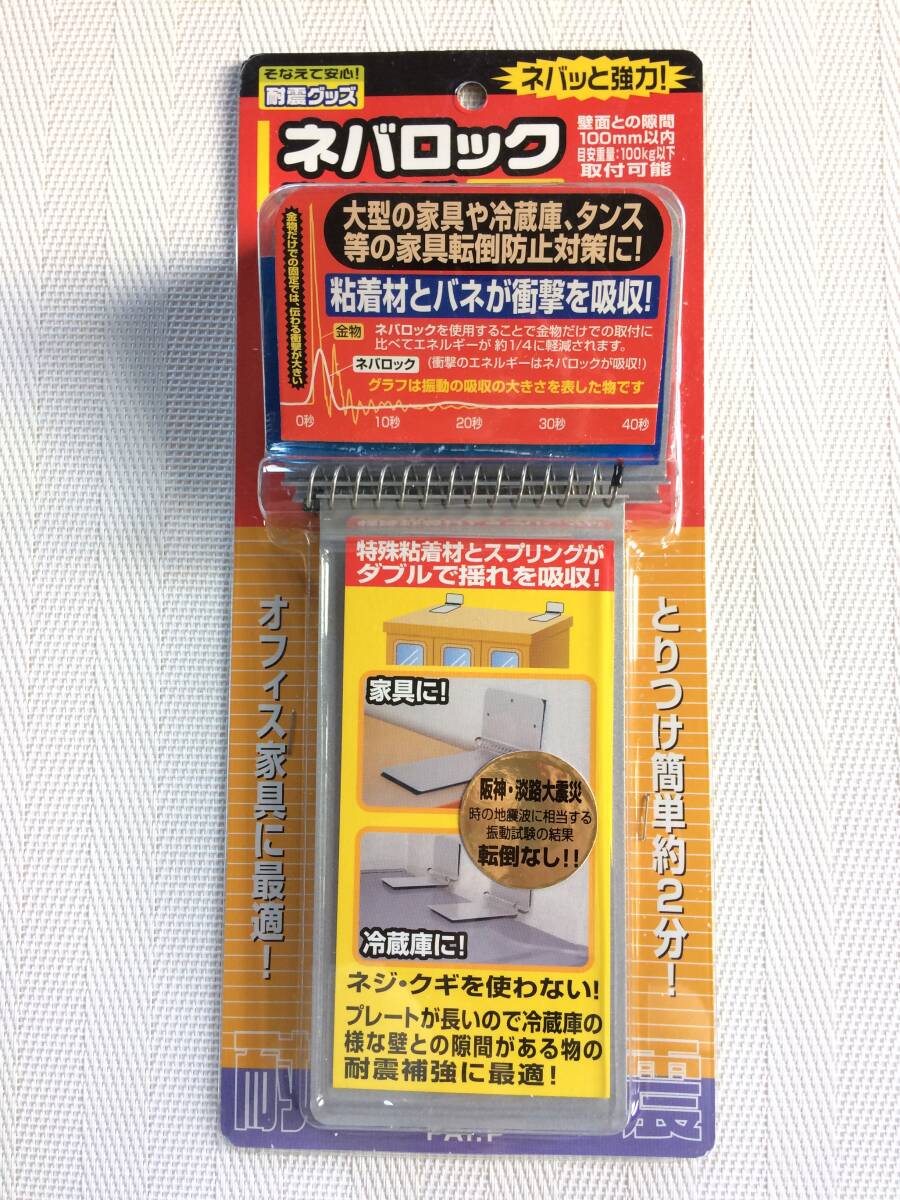 そなえて安心!
耐震グッズ
ネバッと強力!
ネバロック
壁面との隙間
100mm以内
目安重量:100kg以下
取付可能
大型の家具や冷蔵庫、タンス
等の家具転倒防止対策に!
粘着材とバネが衝撃を吸収!
金物だけでの固定では、伝わる衝撃が大きい
金物
ネバロックを使用することで金物だけでの取付に
比べてエネルギーが約1/4に軽減されます。
ネバロック
(衝撃のエネルギーはネバロックが吸収!)
グラフは振動の吸収の大きさを表した物です
0秒 10秒 20秒 30秒 40秒
特殊粘着材とスプリングが
ダブルで揺れを吸収!
オフィス家具に最適!
とりつけ簡単約2分!
家具に!
阪神・淡路大震災
時の地震波に相当する
振動試験の結果
転倒なし!!
冷蔵庫に!
ネジ・クギを使わない!
プレートが長いので冷蔵庫の
様な壁との隙間がある物の
耐震補強に最適!
耐
震